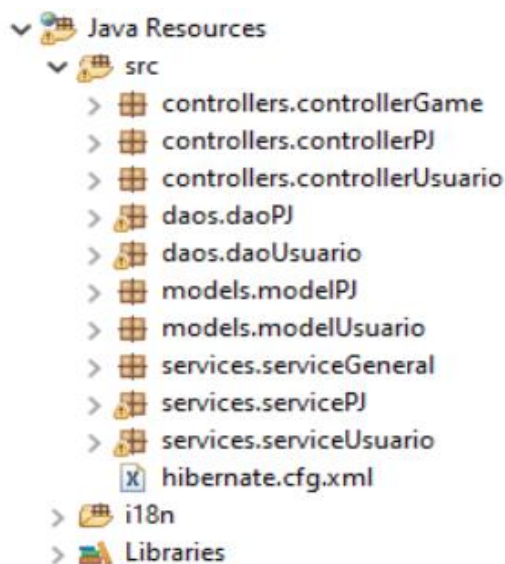 Java Resources
src
controllers.controllerGame
controllers.controllerPJ
controllers.controllerUsuario
daos.daoPJ
daos.daoUsuario
models.modelPJ
models.modelUsuario
services.serviceGeneral
services.servicePJ
services.serviceUsuario
hibernate.cfg.xml
i18n
Libraries